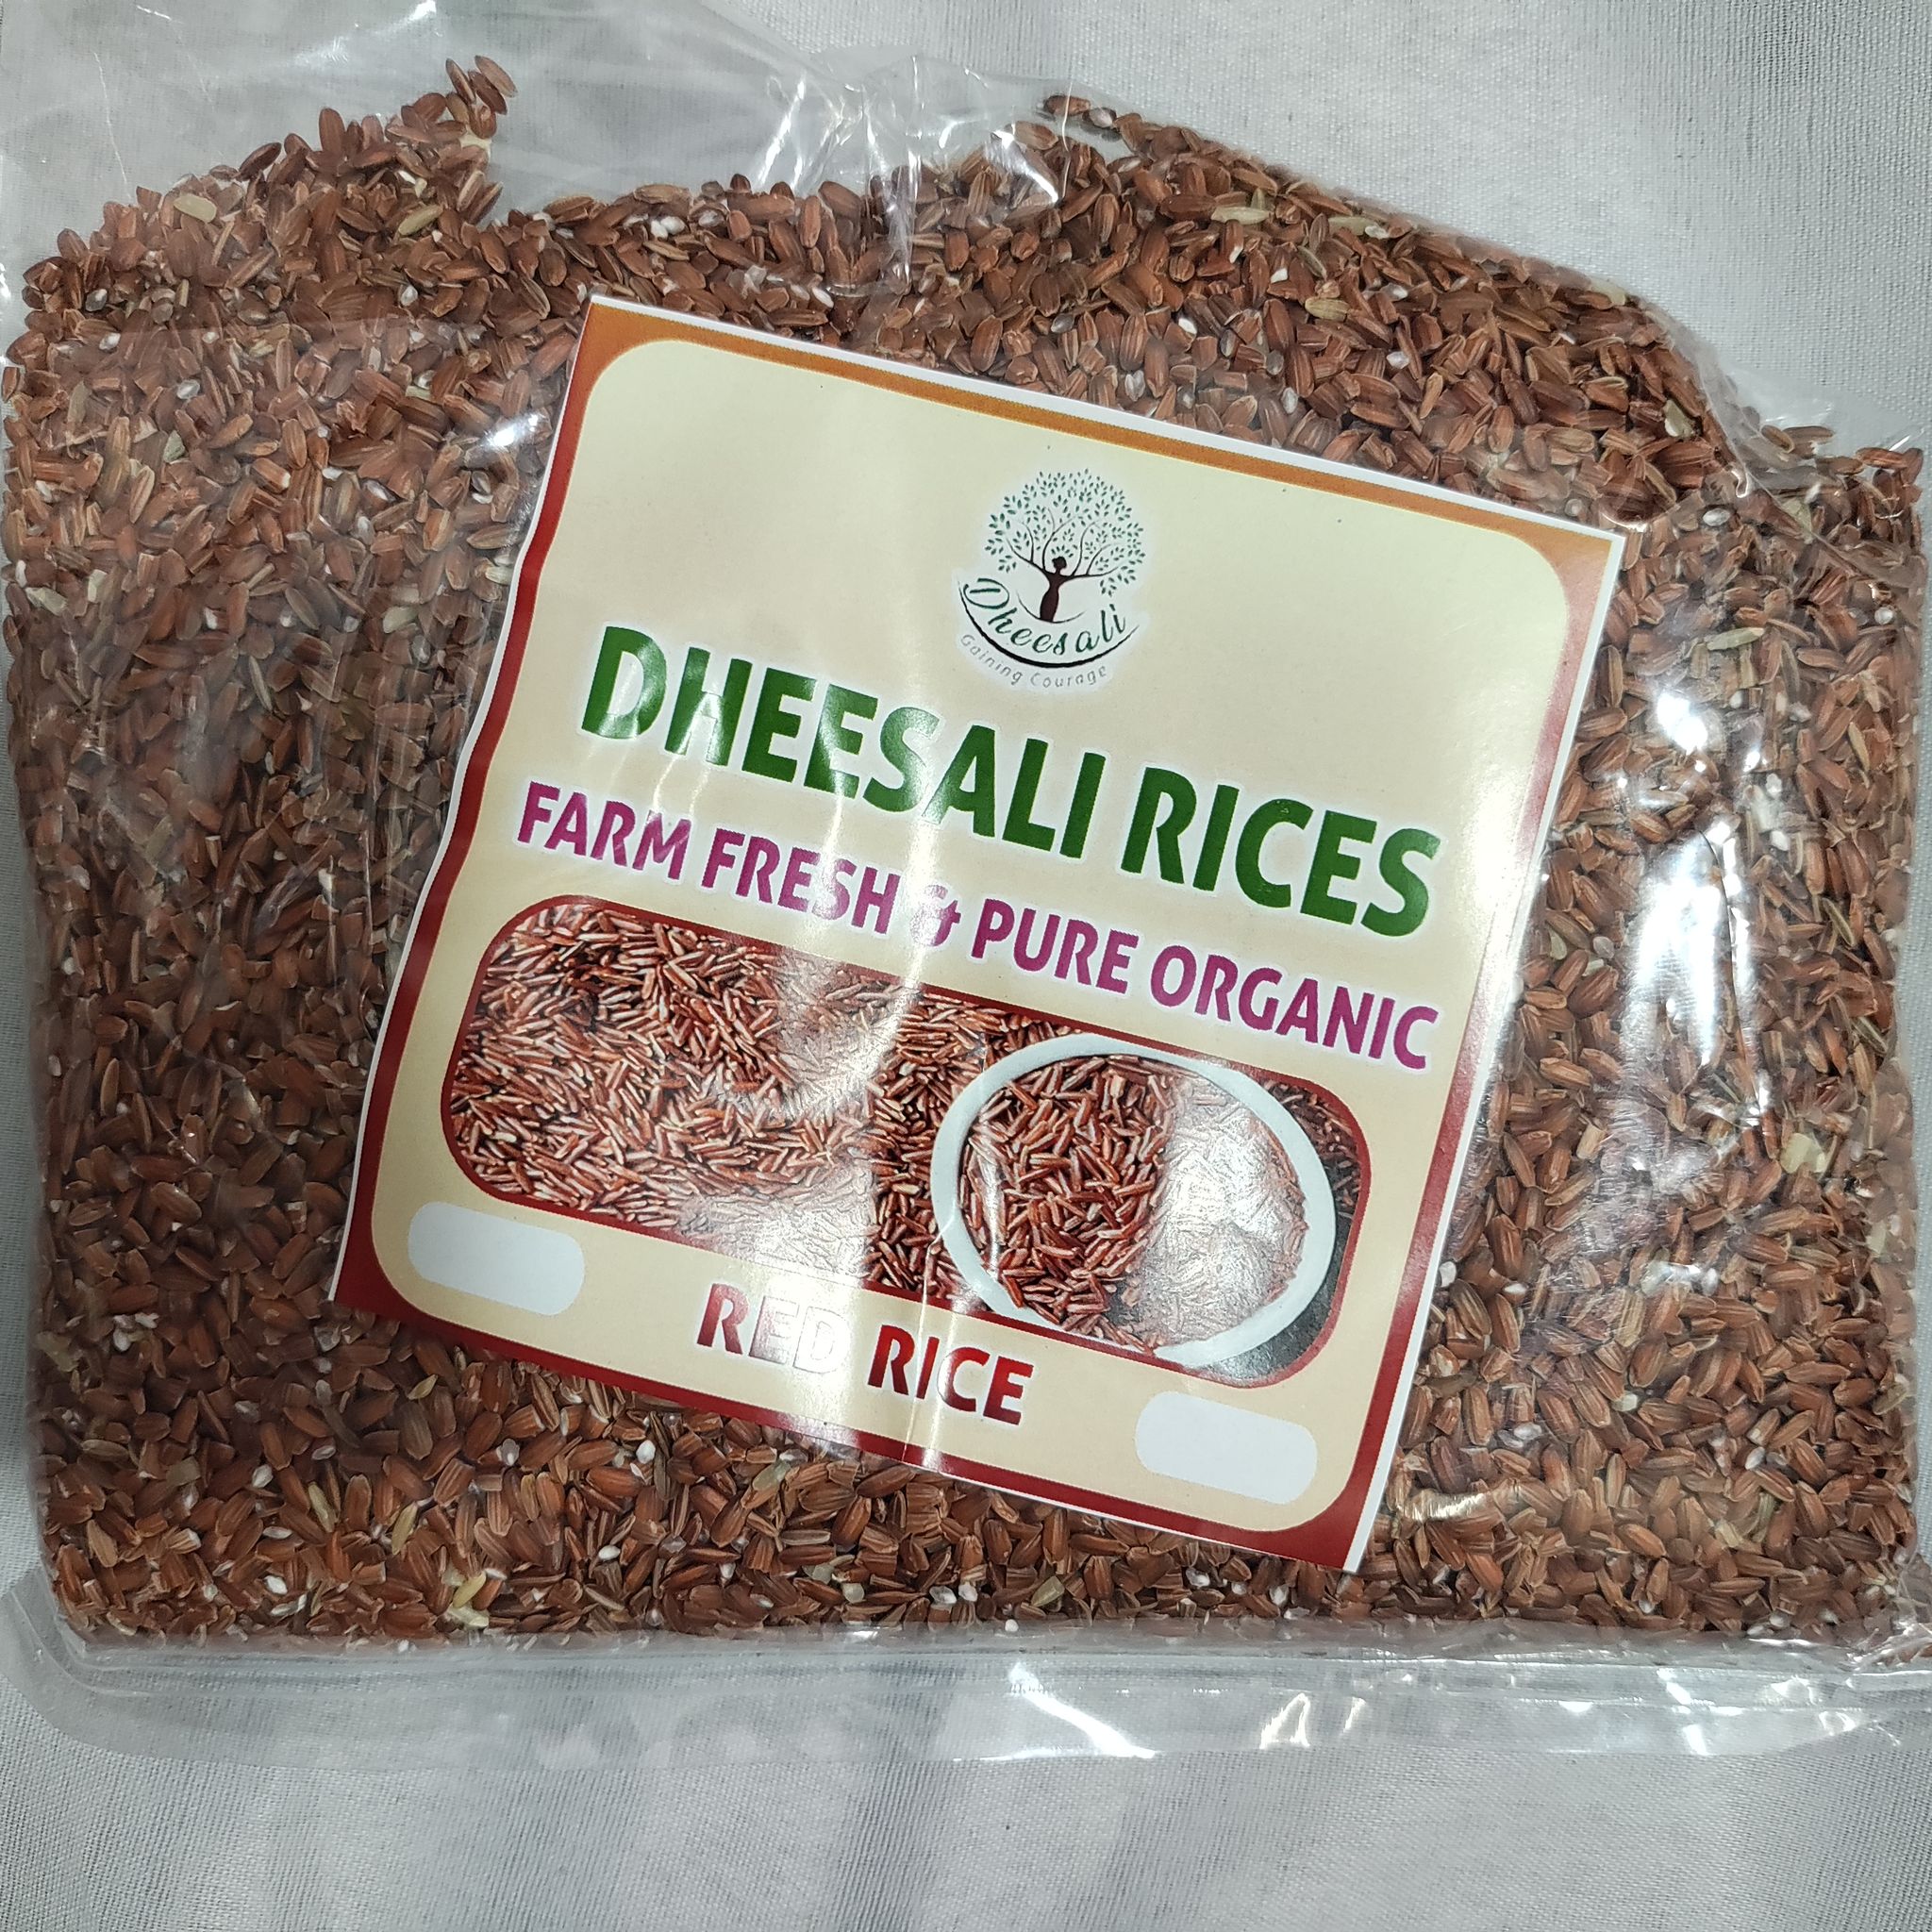 Dheesali
Gaining Courage
DHEESALI RICES
FARM FRESH & PURE ORGANIC
RED RICE